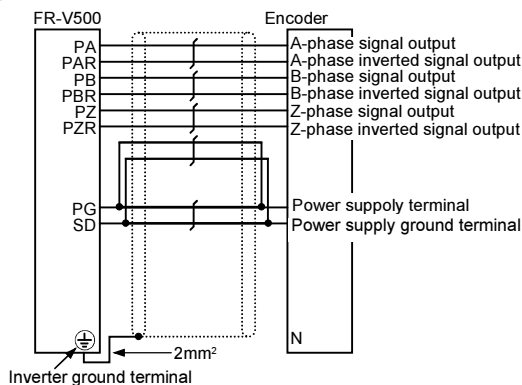 FR-V500
Encoder
PA
A-phase signal output
PAR
A-phase inverted signal output
PB
B-phase signal output
PBR
B-phase inverted signal output
PZ
Z-phase signal output
PZR
Z-phase inverted signal output
PG
Power suppoly terminal
SD
Power supply ground terminal
N
2mm²
Inverter ground terminal